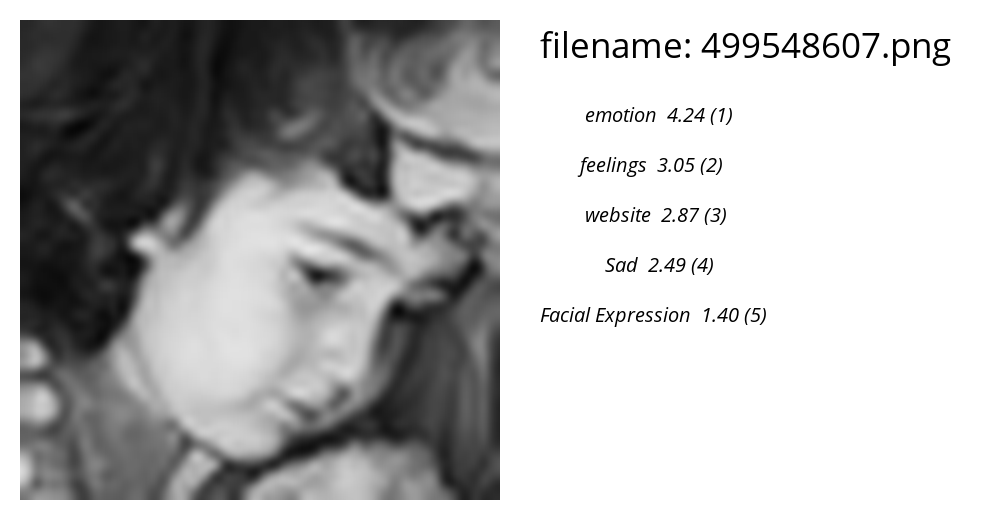 filename: 499548607.png
emotion 4.24 (1)
feelings 3.05 (2)
website 2.87 (3)
Sad 2.49 (4)
Facial Expression 1.40 (5)